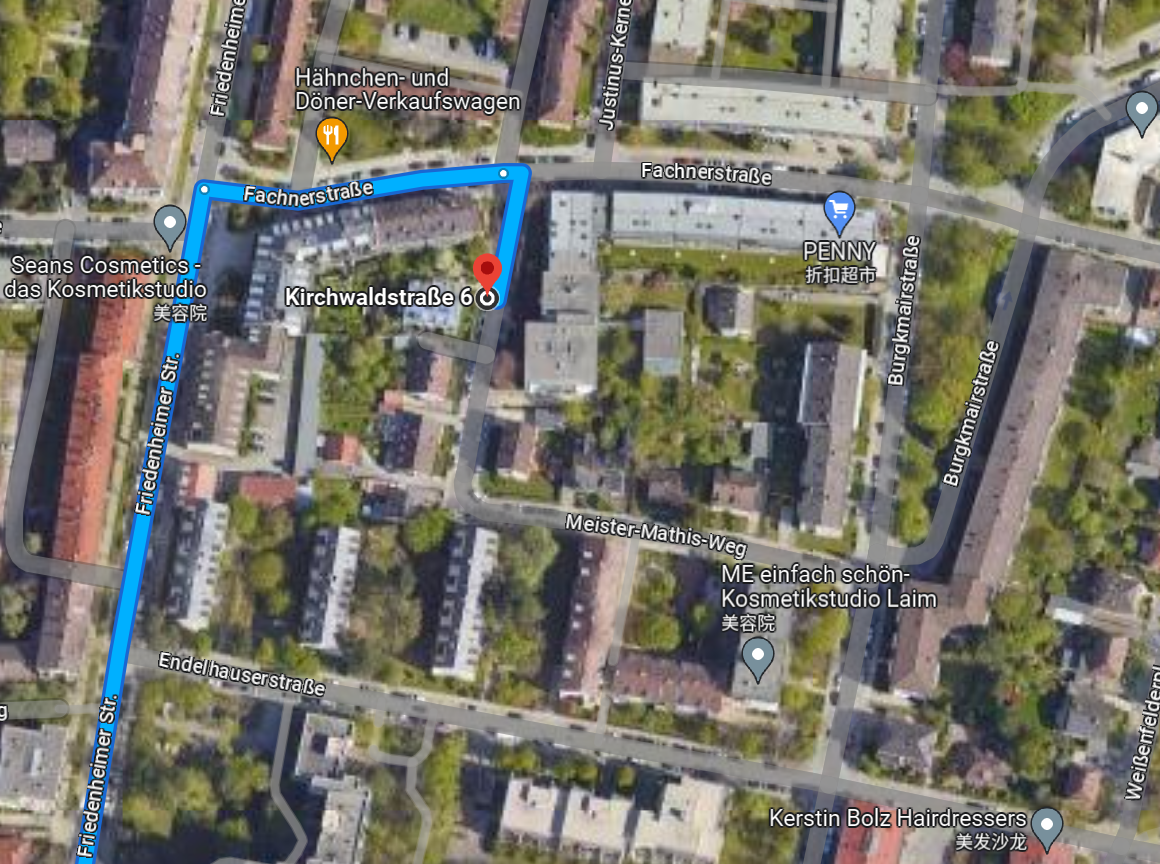 Friedenheimer
Justinus-Kerne
Hähnchen- und
Döner-Verkaufswagen
Fachnerstraße
Fachnerstraße
Seans Cosmetics -
das Kosmetikstudio
美容院
PENNY
折扣超市
Kirchwaldstraße 6
Burgkmairstraße
Burgkmairstraße
Friedenheimer Str.
Meister-Mathis-Weg
ME einfach schön-
Kosmetikstudio Laim
美容院
Endelhauserstraße
g
Friedenheimer Str.
Weißenfelderpl
Kerstin Bolz Hairdressers
美发沙龙